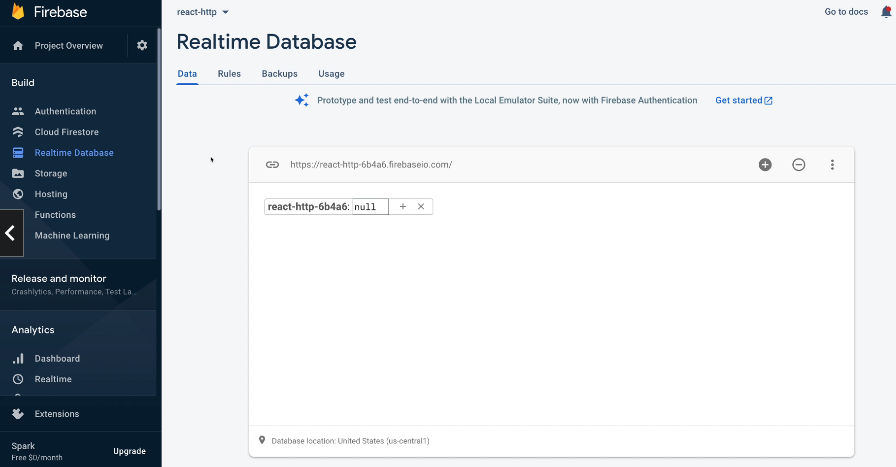 Firebase
Project Overview
Build
Authentication
Cloud Firestore
Realtime Database
Storage
Hosting
Functions
Machine Learning
Release and monitor
Crashlytics, Performance, Test La...
Analytics
Dashboard
Realtime
Extensions
Spark
Free $0/month
Upgrade
react-http
Go to docs
Realtime Database
Data Rules Backups Usage
Prototype and test end-to-end with the Local Emulator Suite, now with Firebase Authentication Get started
https://react-http-6b4a6.firebaseio.com/
react-http-6b4a6: null
Database location: United States (us-central1)